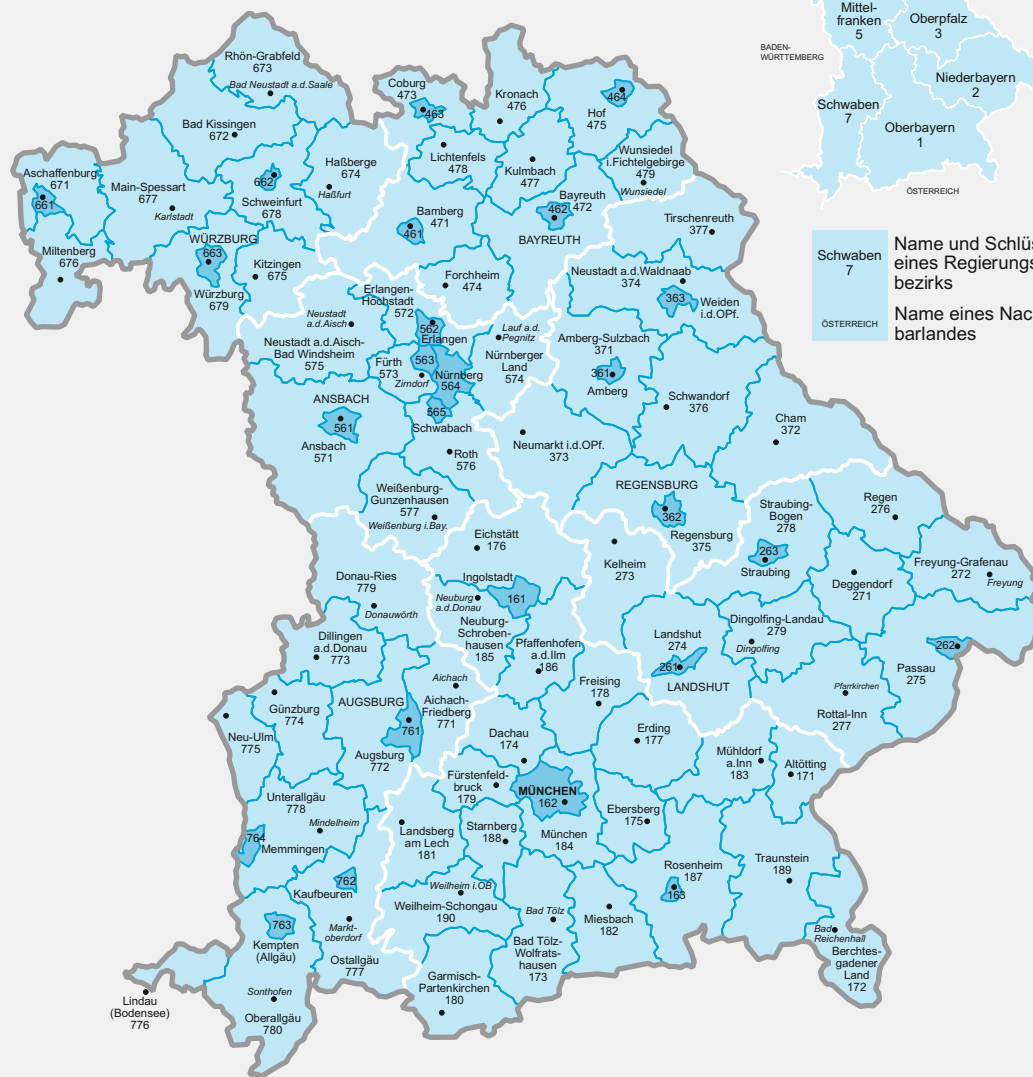 Mittel-
franken
5
Oberpfalz
3
BADEN-
WÜRTTEMBERG
Niederbayern
2
Schwaben
7
Oberbayern
1
ÖSTERREICH
Schwaben
7
Name und Schlüs
eines Regierungs
bezirks
ÖSTERREICH
Name eines Nac
barlandes
Rhön-Grabfeld
673
Bad Neustadt a.d.Saale
Coburg
473
463
Kronach
476
464
Hof
475
Bad Kissingen
672
Haßberge
674
Haßfurt
Lichtenfels
478
Kulmbach
477
Wunsiedel
i.Fichtelgebirge
479
Wunsiedel
Aschaffenburg
671
661
Main-Spessart
677
Karlstadt
662
Schweinfurt
678
Bamberg
471
461
Bayreuth
472
462
BAYREUTH
Tirschenreuth
377
Miltenberg
676
WÜRZBURG
663
Würzburg
679
Kitzingen
675
Forchheim
474
Neustadt a.d.Waldnaab
374
363
Weiden
i.d.OPf.
Erlangen-
Höchstadt
572
562
Erlangen
Neustadt
a.d.Aisch
Neustadt a.d.Aisch-
Bad Windsheim
575
Lauf a.d.
Pegnitz
Nürnberger
Land
574
Fürth
573
563
Zirndorf
Nürnberg
564
565
Schwabach
Amberg-Sulzbach
371
361
Amberg
Schwandorf
376
Cham
372
ANSBACH
561
Ansbach
571
Roth
576
Neumarkt i.d.OPf.
373
Weißenburg-
Gunzenhausen
577
Weißenburg i.Bay.
REGENSBURG
362
Regensburg
375
Straubing-
Bogen
278
263
Straubing
Regen
276
Eichstätt
176
Kelheim
273
Deggendorf
271
Freyung-Grafenau
272
Freyung
Donau-Ries
779
Donauwörth
Ingolstadt
161
Neuburg
a.d.Donau
Neuburg-
Schroben-
hausen
185
Pfaffenhofen
a.d.Ilm
186
Landshut
274
261
LANDSHUT
Dingolfing-Landau
279
Dingolfing
262
Passau
275
Dillingen
a.d.Donau
773
Aichach
Aichach-
Friedberg
771
Freising
178
Pfarrkirchen
Rottal-Inn
277
Günzburg
774
AUGSBURG
761
Augsburg
772
Neu-Ulm
775
Dachau
174
Erding
177
Mühldorf
a.Inn
183
Altötting
171
Fürstenfeld-
bruck
179
MÜNCHEN
162
München
184
Ebersberg
175
Unterallgäu
778
Mindelheim
764
Memmingen
Landsberg
am Lech
181
Starnberg
188
Rosenheim
187
163
Traunstein
189
762
Kaufbeuren
Weilheim i.OB
Weilheim-Schongau
190
Bad Tölz
Bad Tölz-
Wolfrats-
hausen
173
Miesbach
182
763
Kempten
(Allgäu)
Markt-
oberdorf
Ostallgäu
777
Garmisch-
Partenkirchen
180
Bad
Reichenhall
Berchtes-
gadener
Land
172
Lindau
(Bodensee)
776
Sonthofen
Oberallgäu
780